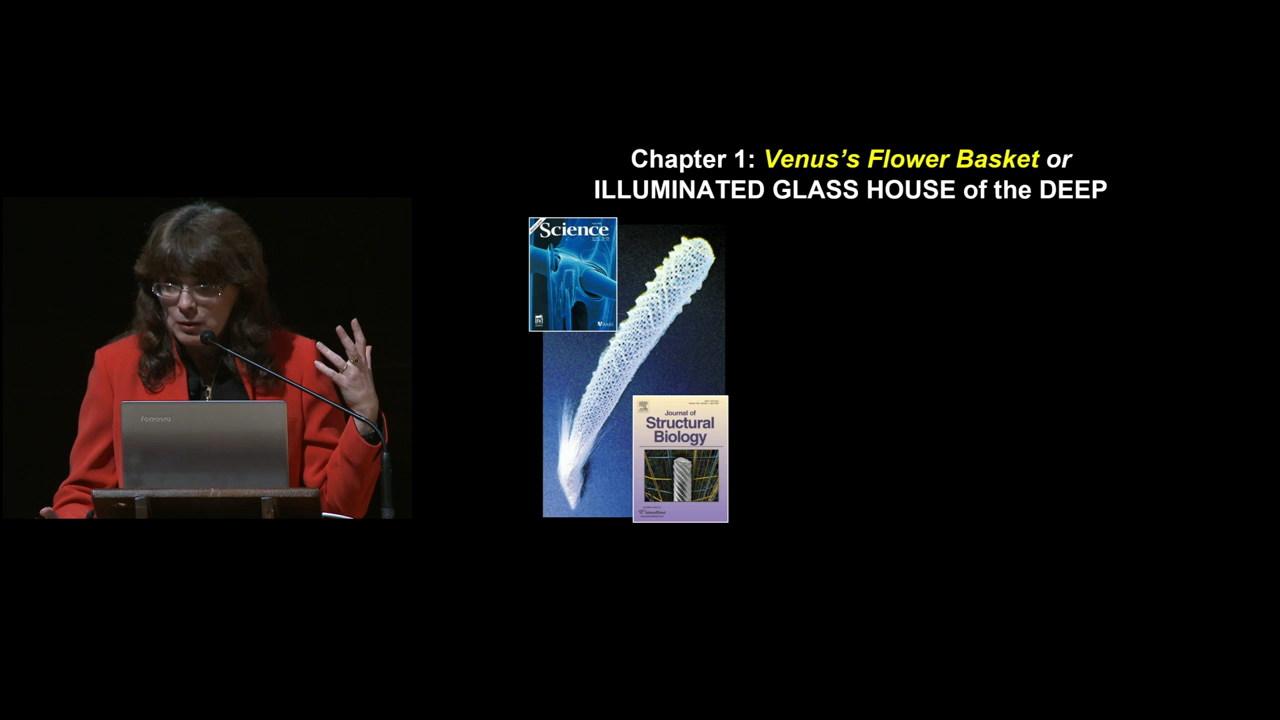 Chapter 1: Venus’s Flower Basket or
ILLUMINATED GLASS HOUSE of the DEEP
Science
Journal of
Structural
Biology
lenovo